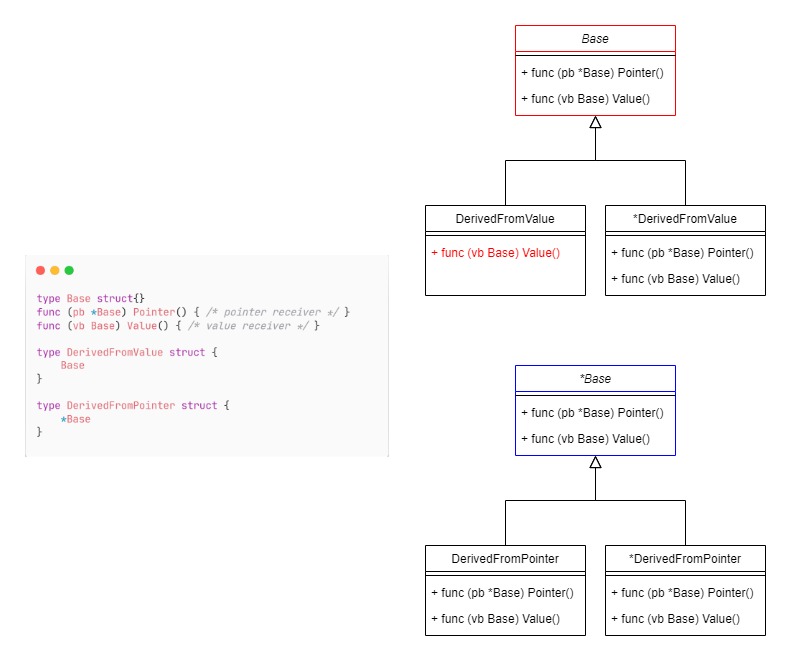 Base
+ func (pb *Base) Pointer()
+ func (vb Base) Value()
DerivedFromValue
+ func (vb Base) Value()
*DerivedFromValue
+ func (pb *Base) Pointer()
+ func (vb Base) Value()
type Base struct{}
func (pb *Base) Pointer() { /* pointer receiver */ }
func (vb Base) Value() { /* value receiver */ }
type DerivedFromValue struct {
Base
}
type DerivedFromPointer struct {
*Base
}
*Base
+ func (pb *Base) Pointer()
+ func (vb Base) Value()
DerivedFromPointer
+ func (pb *Base) Pointer()
+ func (vb Base) Value()
*DerivedFromPointer
+ func (pb *Base) Pointer()
+ func (vb Base) Value()